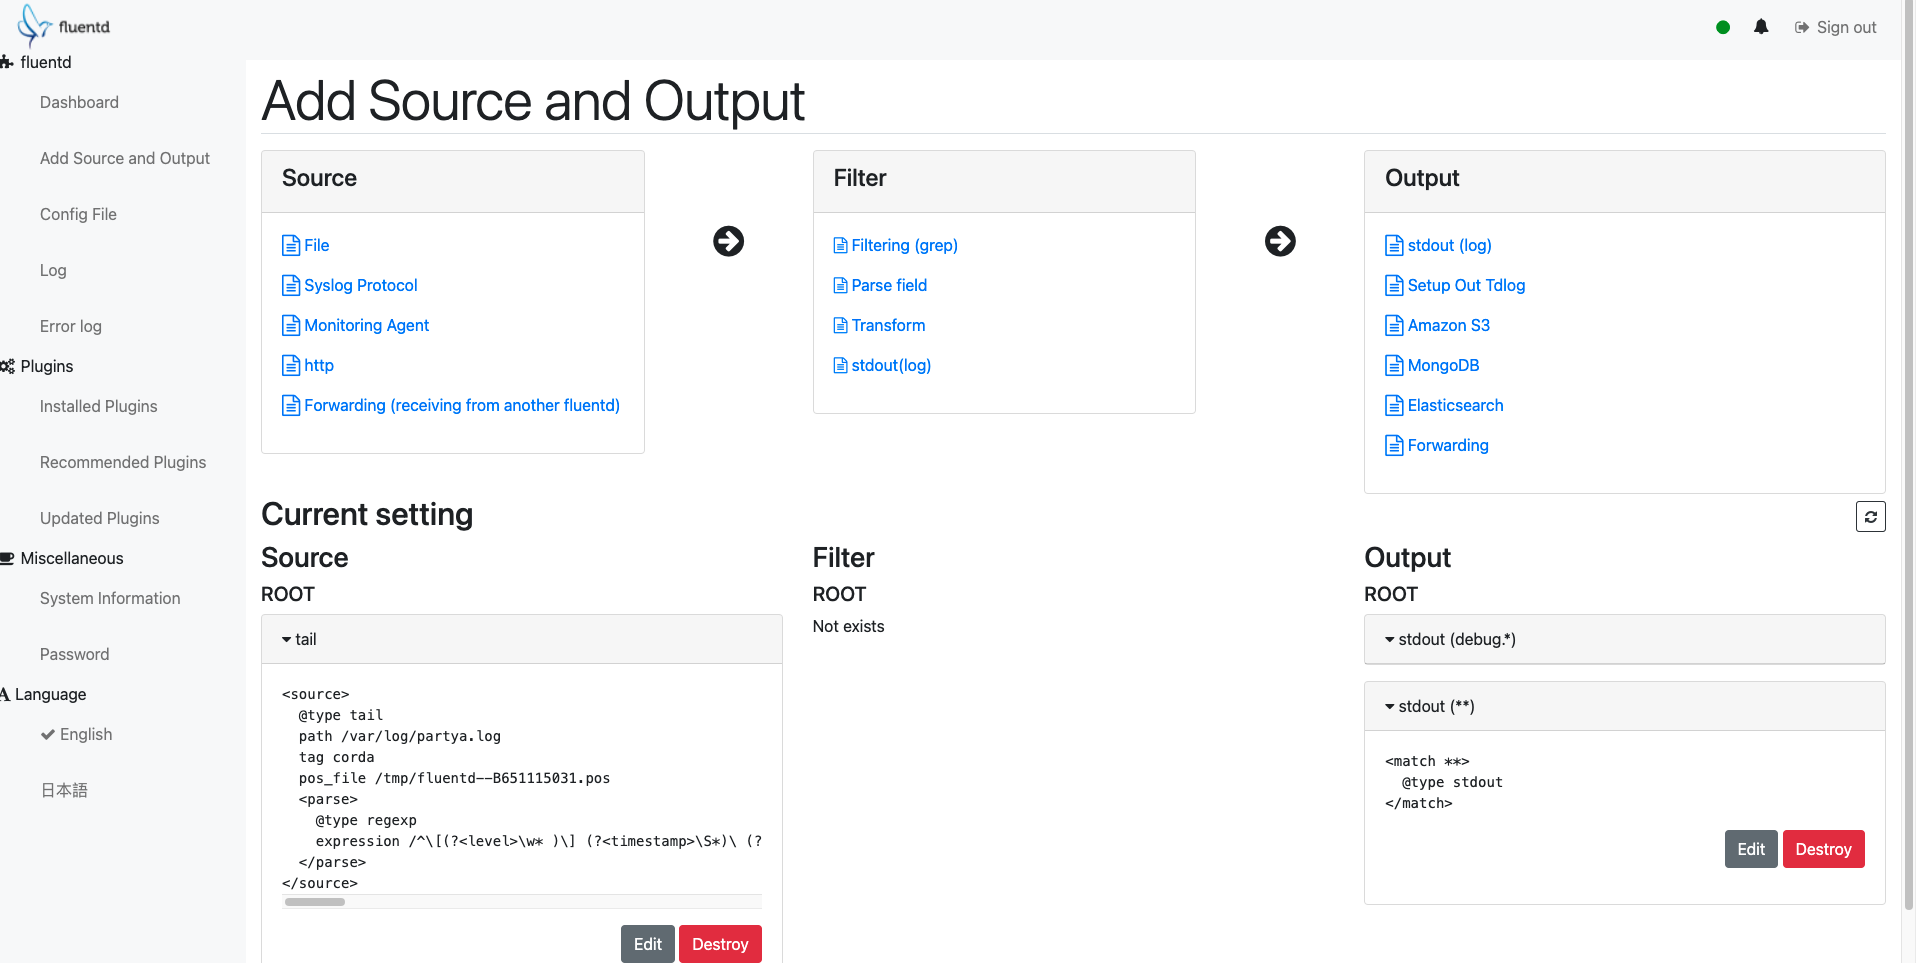 fluentd
Sign out
fluentd
Dashboard
Add Source and Output
Config File
Log
Error log
Plugins
Installed Plugins
Recommended Plugins
Updated Plugins
Miscellaneous
System Information
Password
Language
English
日本語
Add Source and Output
Source
File
Syslog Protocol
Monitoring Agent
http
Forwarding (receiving from another fluentd)
Filter
Filtering (grep)
Parse field
Transform
stdout(log)
Output
stdout (log)
Setup Out Tdlog
Amazon S3
MongoDB
Elasticsearch
Forwarding
Current setting
Source
ROOT
tail
<source>
  @type tail
  path /var/log/partya.log
  tag corda
  pos_file /tmp/fluentd--B651115031.pos
  <parse>
    @type regexp
    expression /^\[(?<level>\w* )\] (?<timestamp>\S*)\ (?
  </parse>
</source>
Edit Destroy
Filter
ROOT
Not exists
Output
ROOT
stdout (debug.*)
stdout (**)
<match **>
  @type stdout
</match>
Edit Destroy